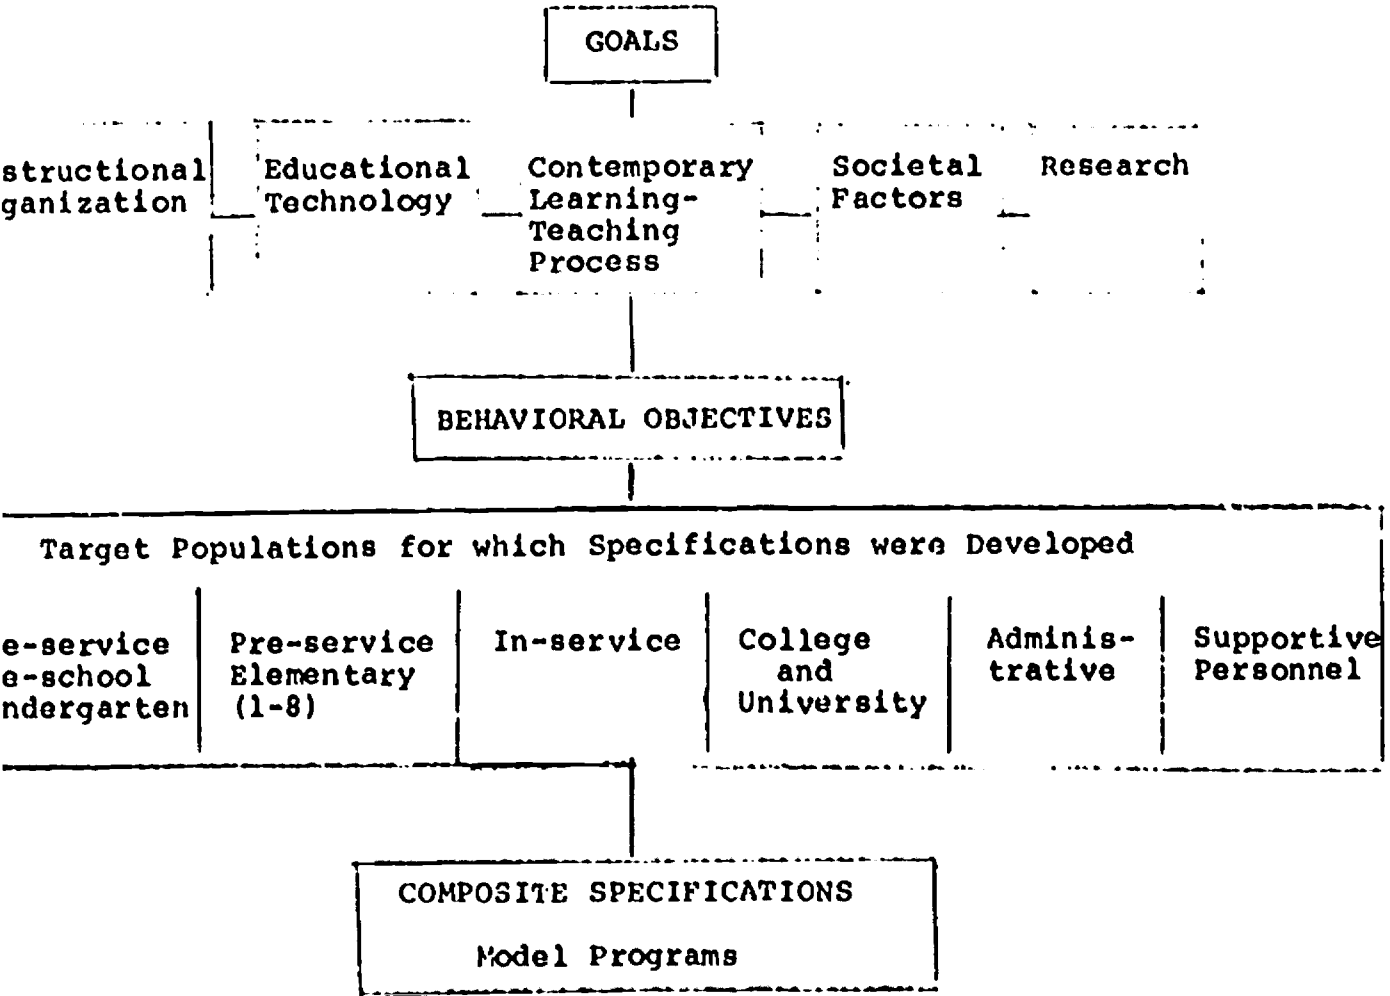 GOALS
structional
ganization
Educational
Technology
Contemporary
Learning-
Teaching
Process
Societal
Factors
Research
BEHAVIORAL OBJECTIVES
Target Populations for which Specifications were Developed
e-service
e-school
ndergarten
Pre-service
Elementary
(1-8)
In-service
College
and
University
Adminis-
trative
Supportive
Personnel
COMPOSITE SPECIFICATIONS
Model Programs